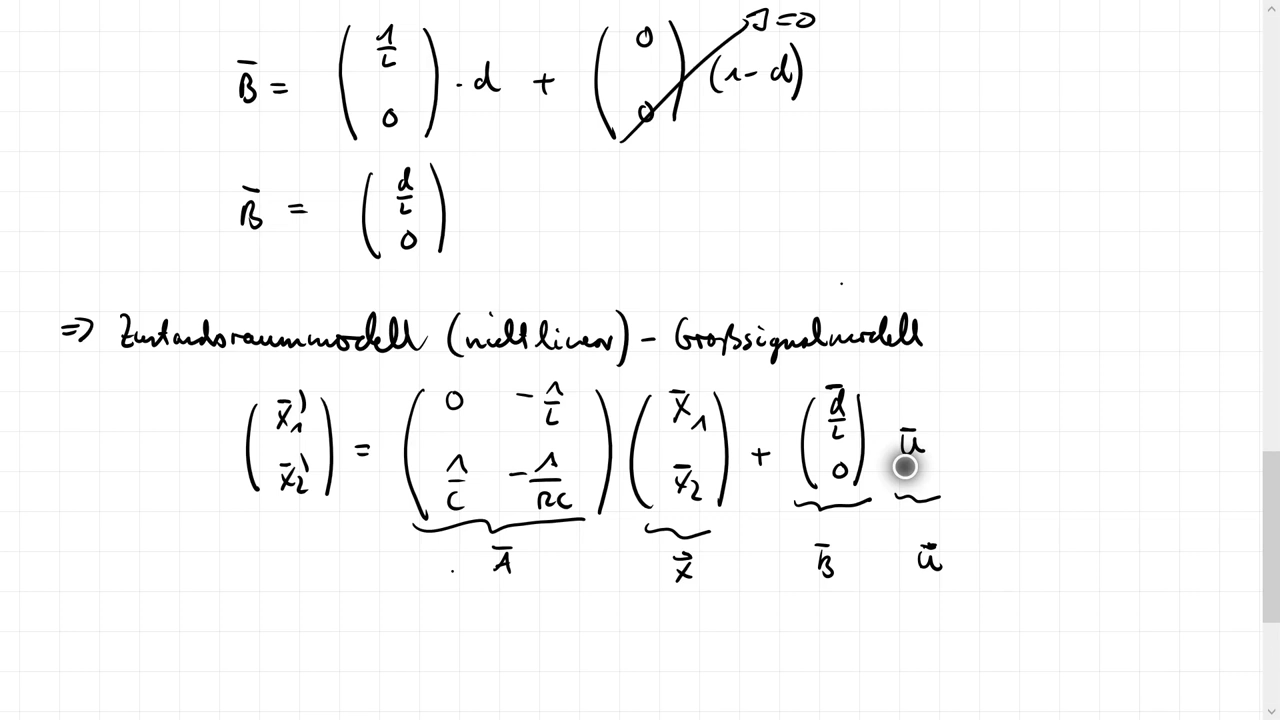 B̄ = ( 1/L 0 ) · d + ( 0 0 ) (1-d) =0
B̄ = ( d/L 0 )
=> Zustandsraummodell (nichtlinear) - Großsignalmodell
( x̄₁' x̄₂' ) = ( 0 -1/L 1/C -1/RC ) ( x̄₁ x̄₂ ) + ( d̄/L 0 ) ū
Ā x⃗ B̄ u⃗